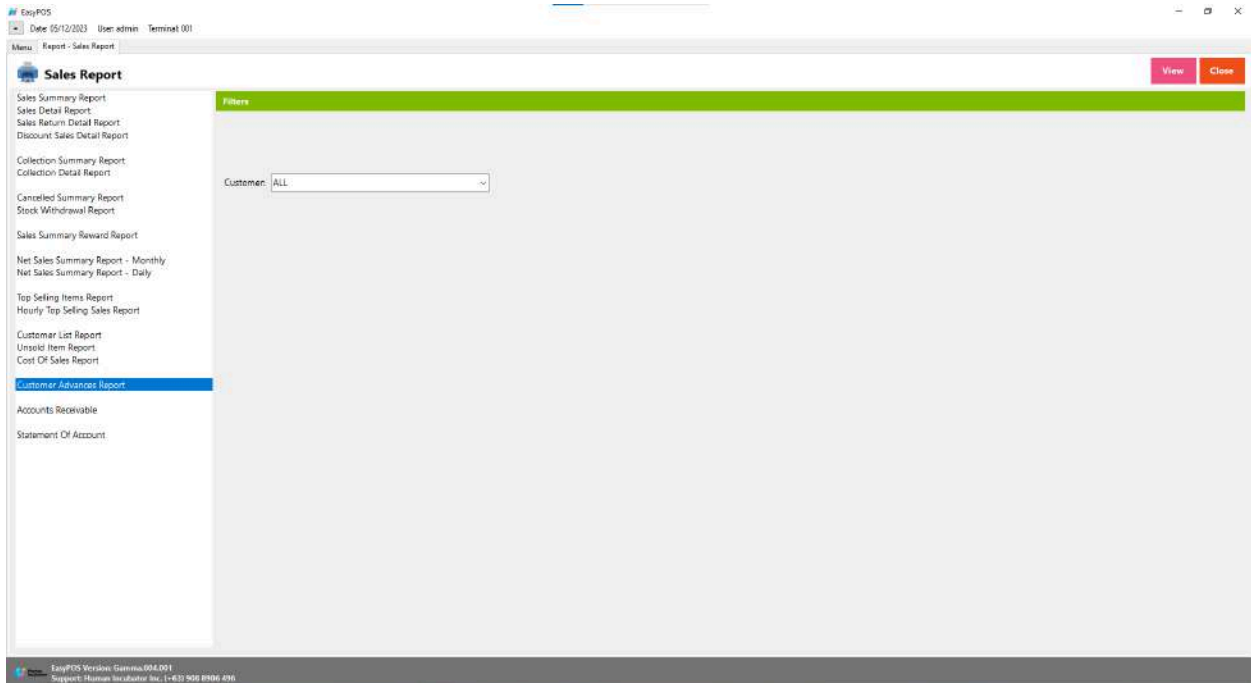 EasyPOS
Date: 05/12/2023 User: admin Terminal: 001
Menu Report - Sales Report
Sales Report
View Close
Sales Summary Report
Sales Detail Report
Sales Return Detail Report
Discount Sales Detail Report
Collection Summary Report
Collection Detail Report
Cancelled Summary Report
Stock Withdrawal Report
Sales Summary Reward Report
Net Sales Summary Report - Monthly
Net Sales Summary Report - Daily
Top Selling Items Report
Hourly Top Selling Sales Report
Customer List Report
Unsold Item Report
Cost Of Sales Report
Customer Advances Report
Accounts Receivable
Statement Of Account
Filters
Customer: ALL
EasyPOS Version: Gamma.004.001
Support: Human Incubator Inc. (+63) 908 8906 496